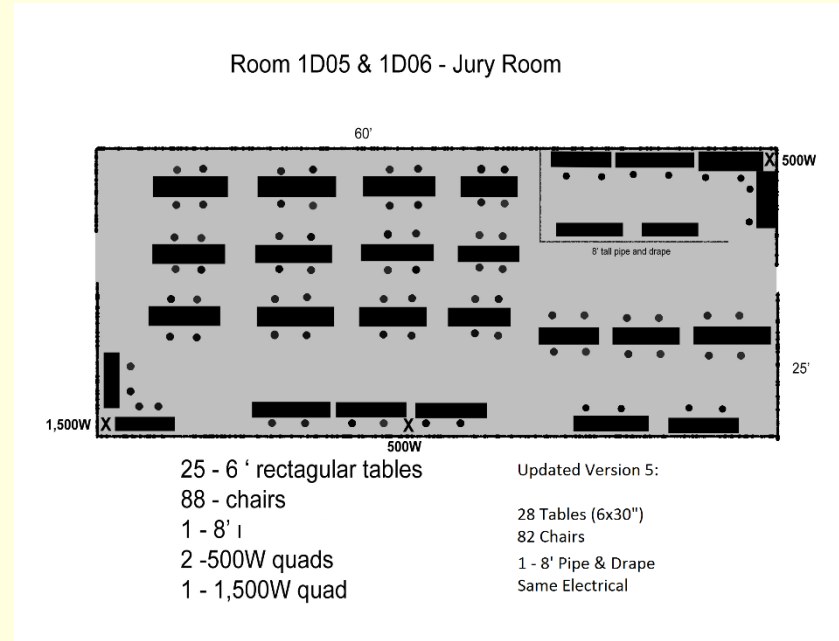 Room 1D05 & 1D06 - Jury Room
60'
X 500W
8' tall pipe and drape
25'
1,500W X
X
500W
25 - 6 ' rectagular tables
88 - chairs
1 - 8'
2 -500W quads
1 - 1,500W quad
Updated Version 5:
28 Tables (6x30")
82 Chairs
1 - 8' Pipe & Drape
Same Electrical